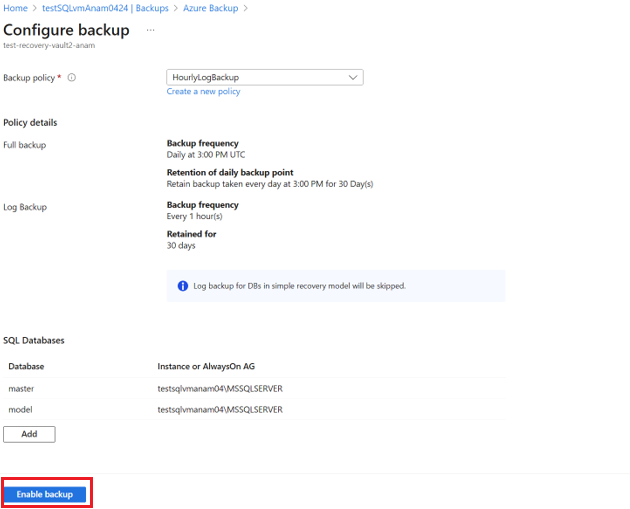 Home > testSQLvmAnam0424 | Backups > Azure Backup >
Configure backup ...
test-recovery-vault2-anam
Backup policy * HourlyLogBackup
Create a new policy
Policy details
Full backup
Backup frequency
Daily at 3:00 PM UTC
Retention of daily backup point
Retain backup taken every day at 3:00 PM for 30 Day(s)
Log Backup
Backup frequency
Every 1 hour(s)
Retained for
30 days
Log backup for DBs in simple recovery model will be skipped.
SQL Databases
Database Instance or AlwaysOn AG
master testsqlvmanam04\MSSQLSERVER
model testsqlvmanam04\MSSQLSERVER
Add
Enable backup